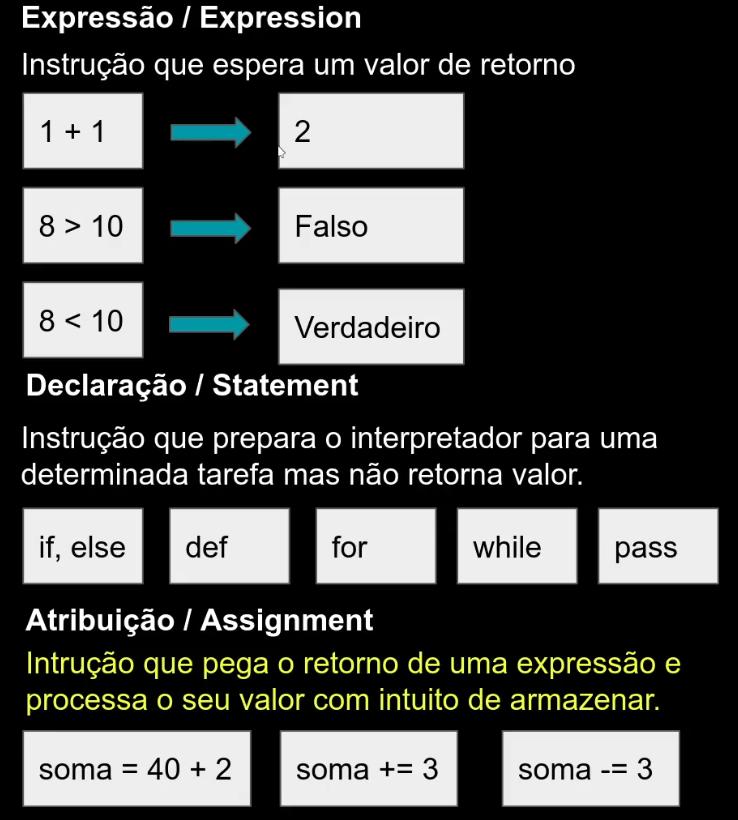 Expressão / Expression
Instrução que espera um valor de retorno
1 + 1
2
8 > 10
Falso
8 < 10
Verdadeiro
Declaração / Statement
Instrução que prepara o interpretador para uma
determinada tarefa mas não retorna valor.
if, else def for while pass
Atribuição / Assignment
Intrução que pega o retorno de uma expressão e
processa o seu valor com intuito de armazenar.
soma = 40 + 2 soma += 3 soma -= 3